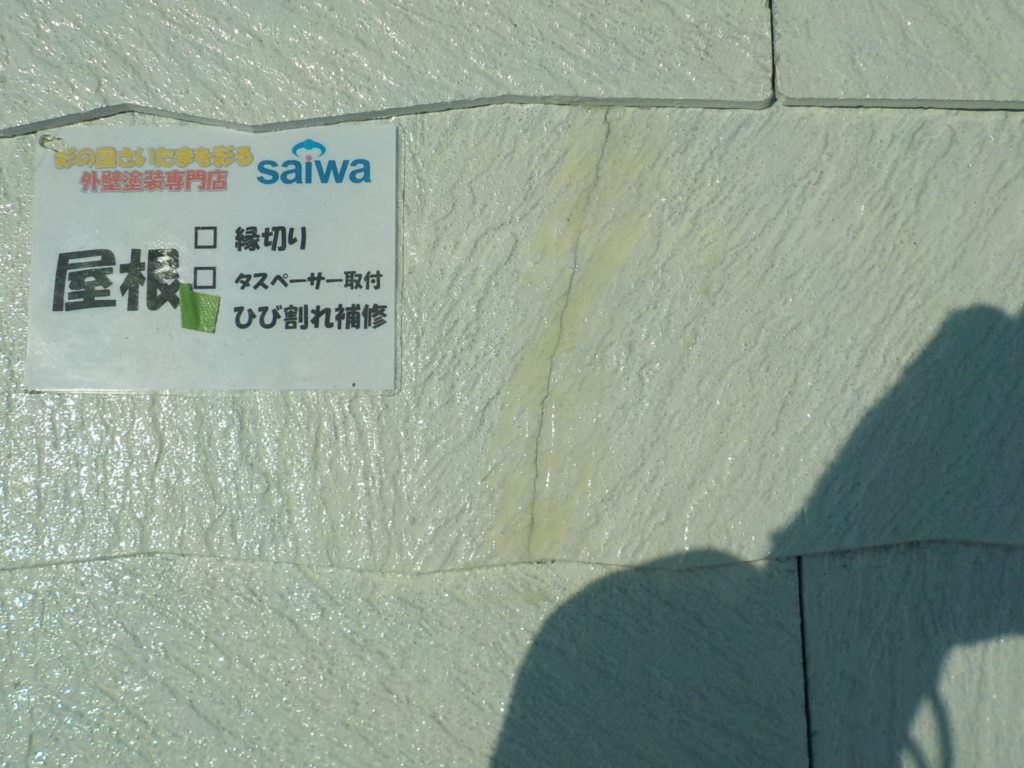 彩の国さいたまを彩る
外壁塗装専門店
saiwa
屋根
□ 縁切り
□ タスペーサー取付
ひび割れ補修